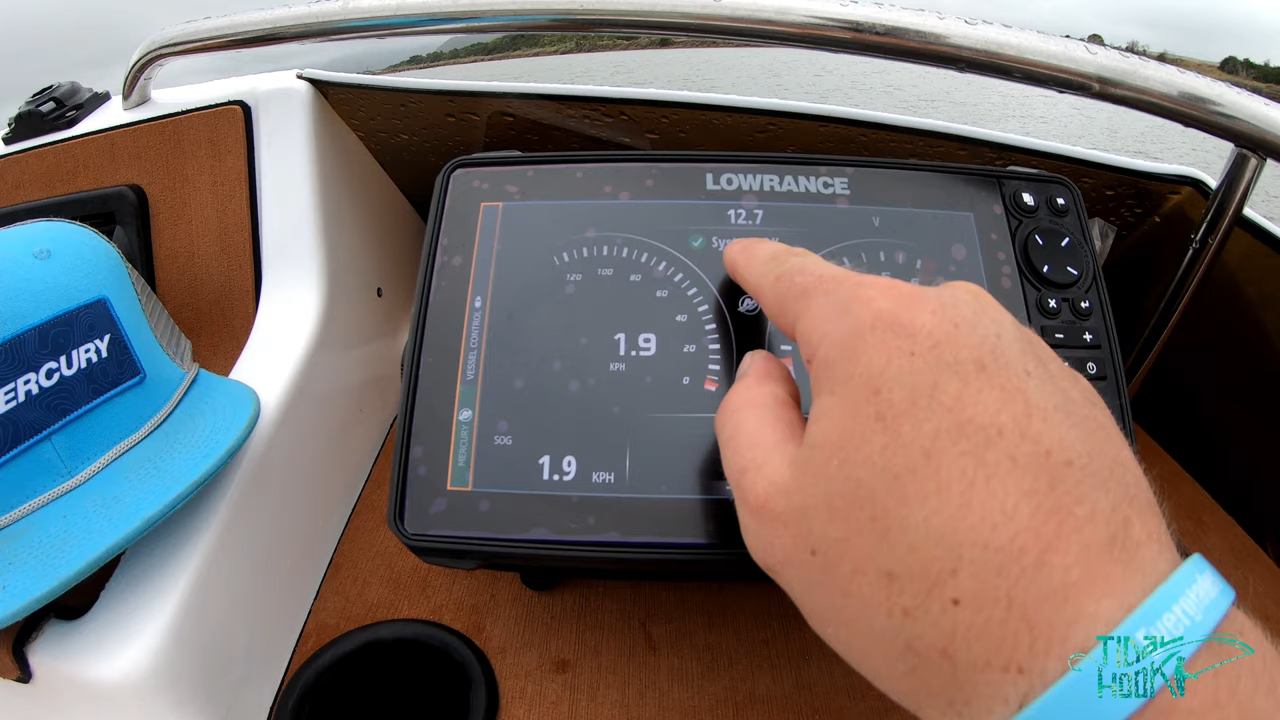 LOWRANCE
12.7
V
120
100
80
60
40
20
0
1.9
KPH
VESSEL CONTROL
MERCURY
SOG
1.9 KPH
ERCURY
TIDAL
HOOK